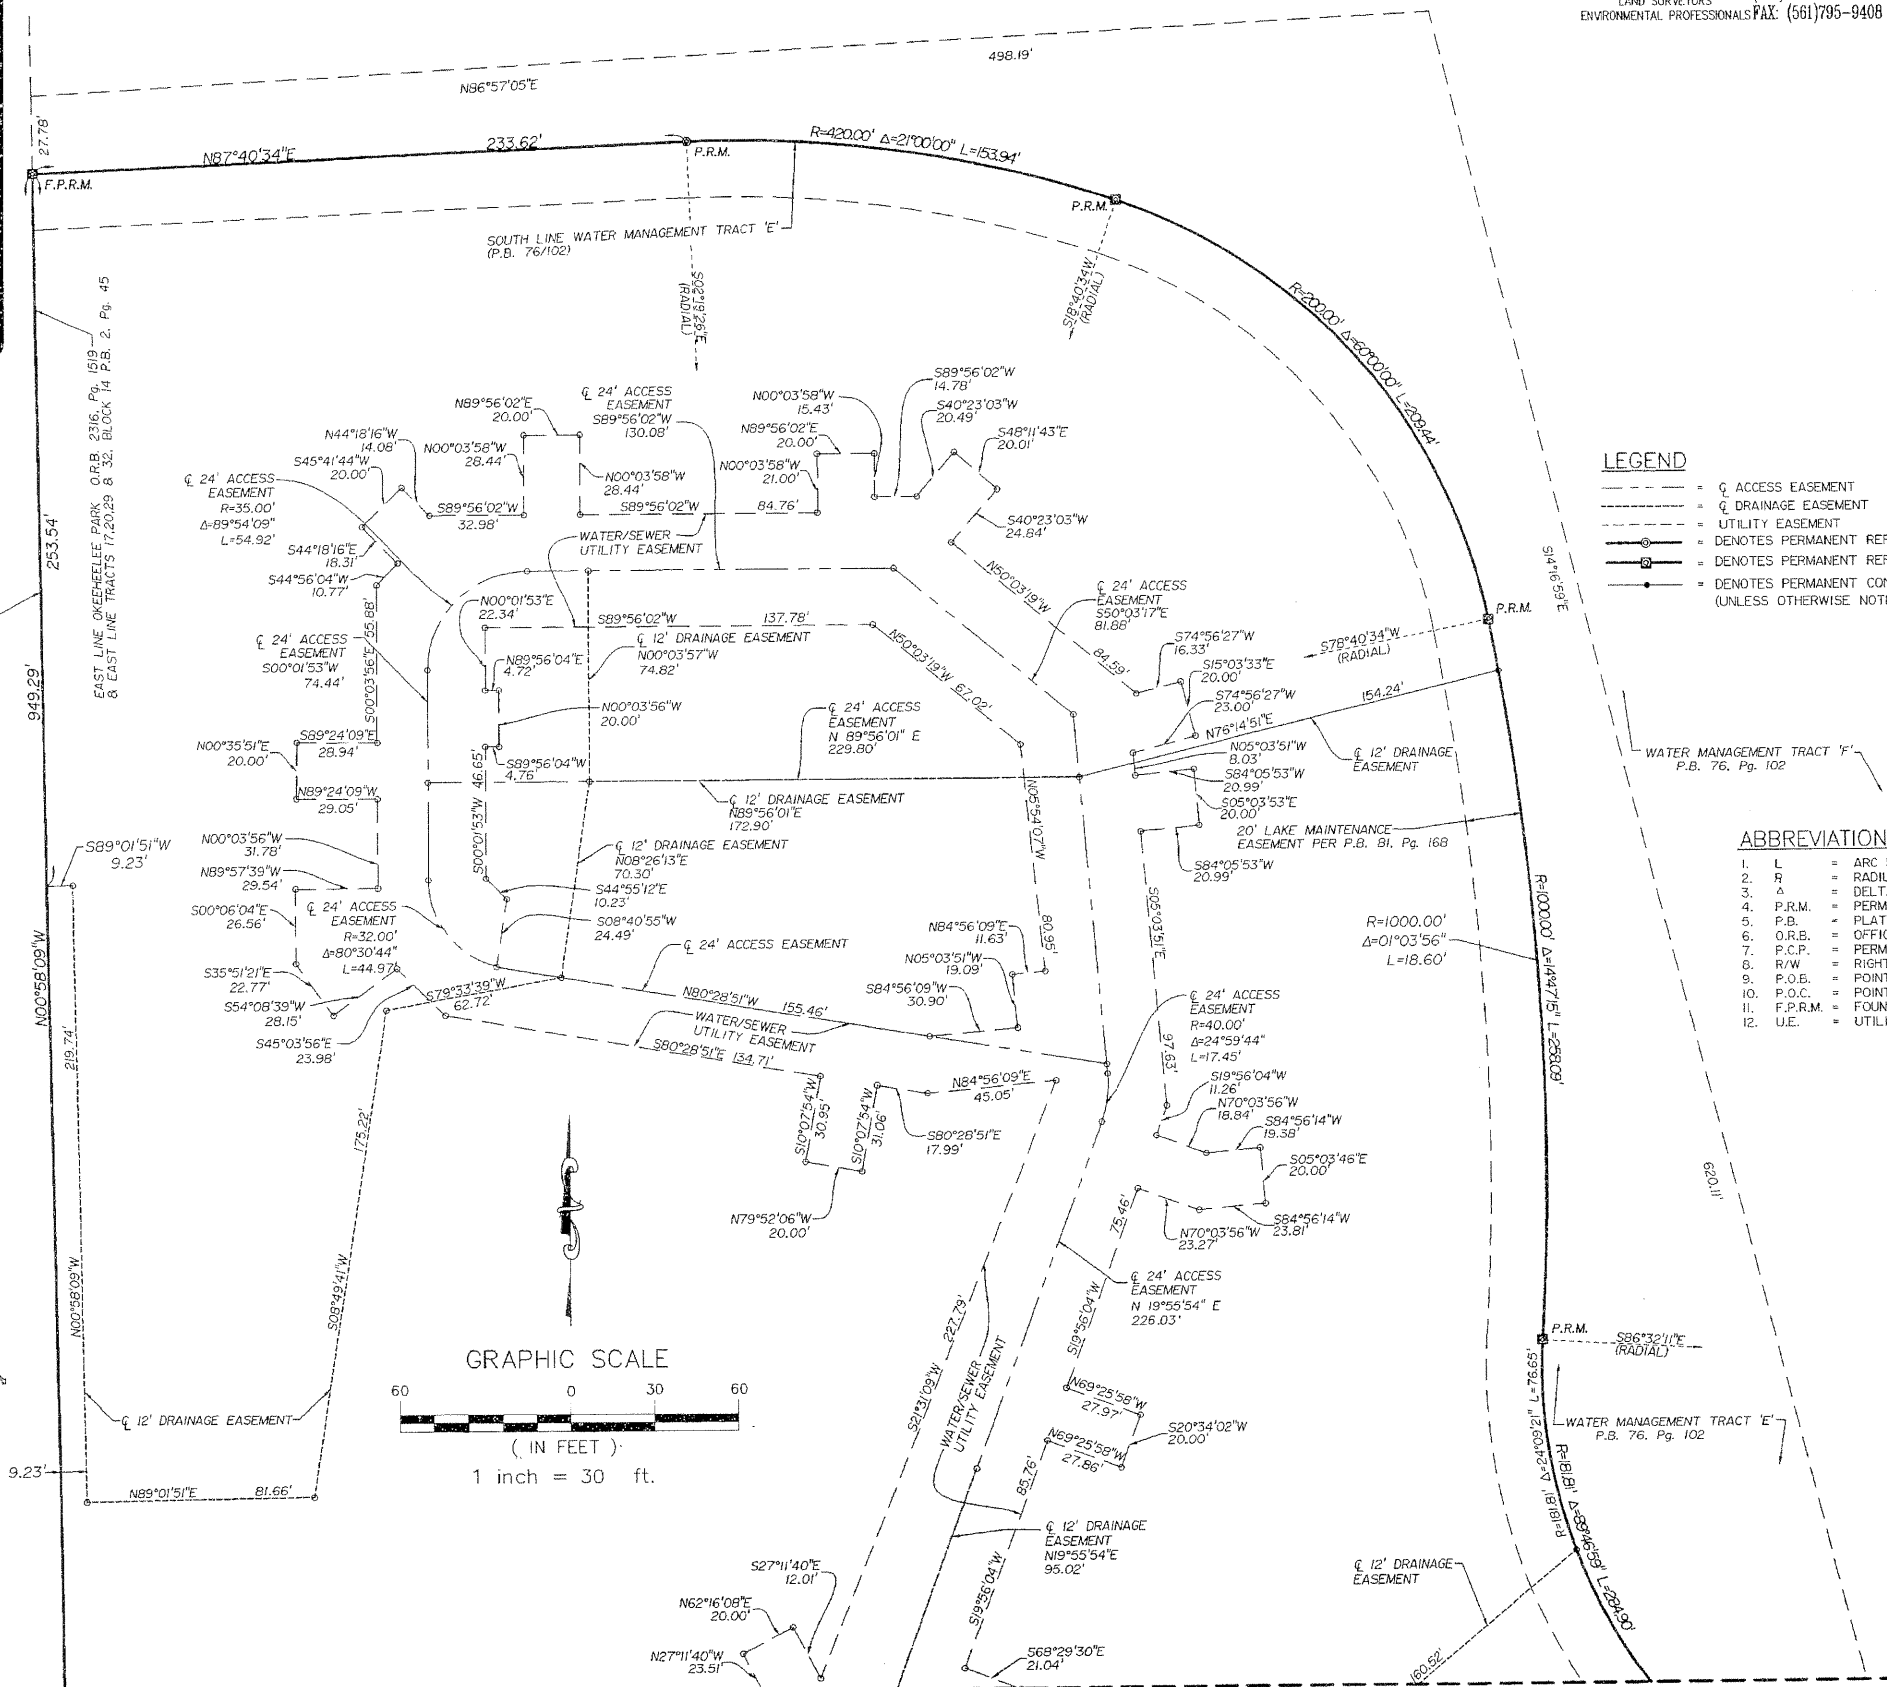 LAND SURVEYORS
ENVIRONMENTAL PROFESSIONALS FAX: (561)795-9408
498.19'
N86°57'05"E
27.78'
N87°40'34"E 233.62'
F.P.R.M.
P.R.M.
R=420.00' Δ=21°00'00" L=153.94'
P.R.M.
SOUTH LINE WATER MANAGEMENT TRACT 'E'
(P.B. 76/102)
S02°19'26"E
(RADIAL)
S18°40'34"W
(RADIAL)
R=200.00' Δ=60°00'00" L=209.44'
EAST LINE OKEEHEELEE PARK O.R.B. 2316, Pg. 1519
& EAST LINE TRACTS 17,20,29 & 32, BLOCK 14 P.B. 2, Pg. 45
253.54'
949.29'
N00°58'09"W
N89°56'02"E
20.00'
℄ 24' ACCESS
EASEMENT
S89°56'02"W
130.08'
N00°03'58"W
15.43'
S89°56'02"W
14.78'
S40°23'03"W
20.49'
S48°11'43"E
20.01'
N89°56'02"E
20.00'
N00°03'58"W
21.00'
N44°18'16"W
14.08'
S45°41'44"W
20.00'
N00°03'58"W
28.44'
N00°03'58"W
28.44'
S89°56'02"W
32.98'
S89°56'02"W 84.76'
S40°23'03"W
24.84'
℄ 24' ACCESS
EASEMENT
R=35.00'
Δ=89°54'09"
L=54.92'
S44°18'16"E
18.31'
S44°56'04"W
10.77'
WATER/SEWER
UTILITY EASEMENT
N50°03'19"W
84.59'
℄ 24' ACCESS
EASEMENT
S50°03'17"E
81.88'
N00°01'53"E
22.34'
S89°56'02"W 137.78'
℄ 12' DRAINAGE EASEMENT
N00°03'57"W
74.82'
N89°56'04"E
4.72'
N50°03'19"W 67.02'
℄ 24' ACCESS
EASEMENT
S00°01'53"W
74.44'
S00°03'56"E 55.88'
S74°56'27"W
16.33'
S15°03'33"E
20.00'
S74°56'27"W
23.00'
N76°14'51"E
154.24'
S78°40'34"W
(RADIAL)
P.R.M.
S14°16'59"E
LEGEND
= ℄ ACCESS EASEMENT
= ℄ DRAINAGE EASEMENT
= UTILITY EASEMENT
= DENOTES PERMANENT REF
= DENOTES PERMANENT REF
= DENOTES PERMANENT CON
(UNLESS OTHERWISE NOTE
N00°03'56"W
20.00'
℄ 24' ACCESS
EASEMENT
N 89°56'01" E
229.80'
S89°24'09"E
28.94'
N00°35'51"E
20.00'
N89°24'09"W
29.05'
S89°56'04"W
4.76'
S00°01'53"W 46.65'
℄ 12' DRAINAGE EASEMENT
N89°56'01"E
172.90'
N05°03'51"W
8.03'
S84°05'53"W
20.99'
S05°03'53"E
20.00'
℄ 12' DRAINAGE
EASEMENT
20' LAKE MAINTENANCE
EASEMENT PER P.B. 81, Pg. 168
S84°05'53"W
20.99'
WATER MANAGEMENT TRACT 'F'
P.B. 76, Pg. 102
N00°03'56"W
31.78'
N89°57'39"W
29.54'
S89°01'51"W
9.23'
S00°06'04"E
26.56'
℄ 12' DRAINAGE EASEMENT
N08°26'13"E
70.30'
S44°55'12"E
10.23'
S08°40'55"W
24.49'
℄ 24' ACCESS
EASEMENT
R=32.00'
Δ=80°30'44"
L=44.97'
℄ 24' ACCESS EASEMENT
N05°54'07"W
80.95'
N84°56'09"E
11.63'
N05°03'51"W
19.09'
S84°56'09"W
30.90'
S05°03'51"E
97.63'
R=1000.00' Δ=14°47'15" L=258.09'
R=1000.00'
Δ=01°03'56"
L=18.60'
ABBREVIATION
1. L = ARC
2. R = RADIU
3. Δ = DELT
4. P.R.M. = PERM
5. P.B. = PLAT
6. O.R.B. = OFFIC
7. P.C.P. = PERM
8. R/W = RIGHT
9. P.O.B. = POINT
10. P.O.C. = POINT
11. F.P.R.M. = FOUN
12. U.E. = UTILI
S35°51'21"E
22.77'
S54°08'39"W
28.15'
S45°03'56"E
23.98'
S79°33'39"W
62.72'
N80°28'51"W 155.46'
WATER/SEWER
UTILITY EASEMENT
S80°28'51"E 134.71'
℄ 24' ACCESS
EASEMENT
R=40.00'
Δ=24°59'44"
L=17.45'
S19°56'04"W
11.26'
N70°03'56"W
18.84'
S84°56'14"W
19.38'
S05°03'46"E
20.00'
N84°56'09"E
45.05'
S10°07'54"W
30.95'
S10°07'54"W
31.06'
S80°28'51"E
17.99'
N79°52'06"W
20.00'
N70°03'56"W
23.27'
S84°56'14"W
23.81'
75.46'
S19°56'04"W
℄ 24' ACCESS
EASEMENT
N 19°55'54" E
226.03'
219.74'
N00°58'09"W
175.22'
S08°49'41"W
620.11'
GRAPHIC SCALE
60 0 30 60
( IN FEET )
1 inch = 30 ft.
℄ 12' DRAINAGE EASEMENT
9.23'
N89°01'51"E 81.66'
227.79'
S21°31'09"W
WATER/SEWER
UTILITY EASEMENT
N69°25'58"W
27.97'
S20°34'02"W
20.00'
N69°25'58"W
27.86'
85.76'
S19°56'04"W
℄ 12' DRAINAGE
EASEMENT
N19°55'54"E
95.02'
P.R.M.
S86°32'11"E
(RADIAL)
WATER MANAGEMENT TRACT 'E'
P.B. 76, Pg. 102
R=181.81' Δ=24°09'21" L=76.65'
R=181.81' Δ=89°46'59" L=284.90'
℄ 12' DRAINAGE
EASEMENT
160.52'
S27°11'40"E
12.01'
N62°16'08"E
20.00'
N27°11'40"W
23.51'
S68°29'30"E
21.04'